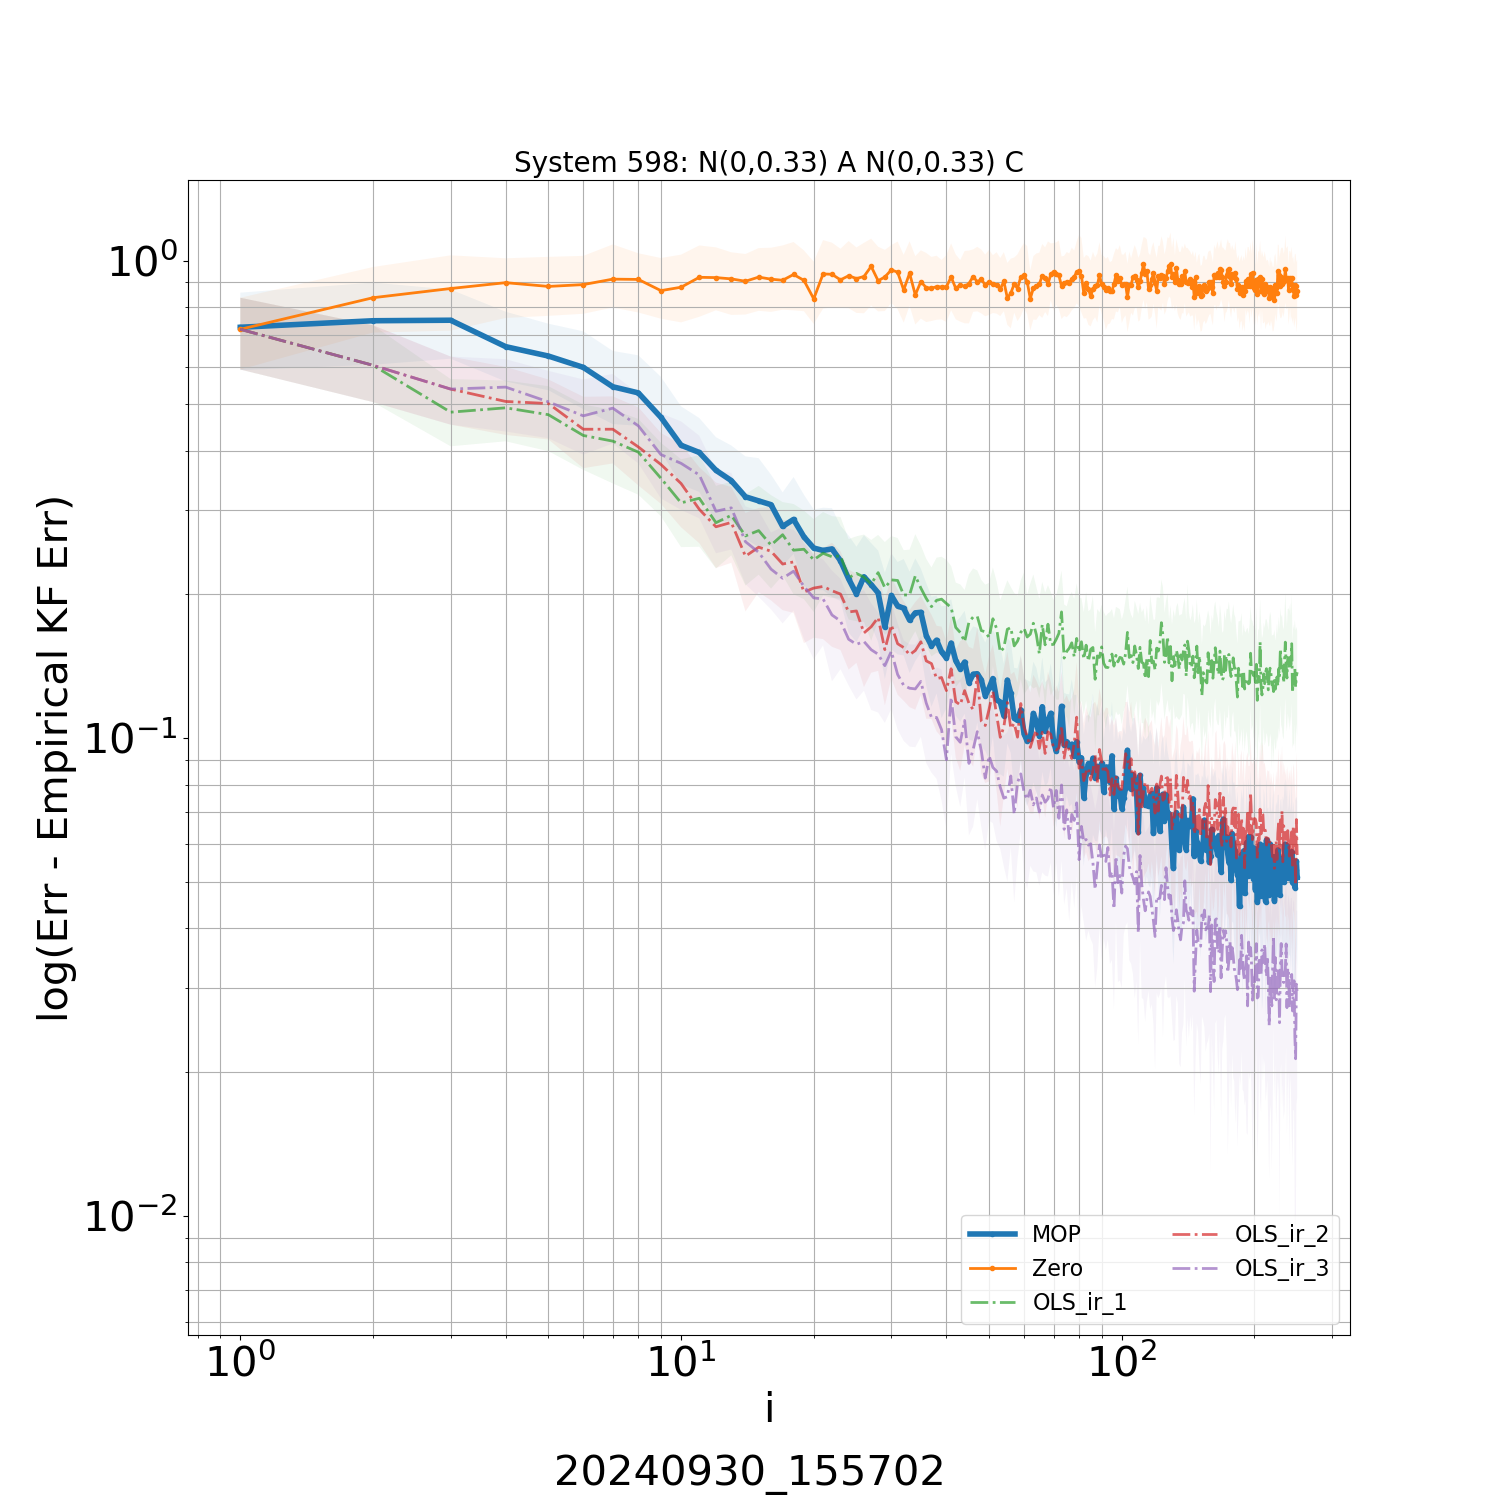 System 598: N(0,0.33) A N(0,0.33) C
log(Err - Empirical KF Err)
10⁰
10⁻¹
10⁻²
MOP
Zero
OLS_ir_1
OLS_ir_2
OLS_ir_3
10⁰
10¹
10²
i
20240930_155702